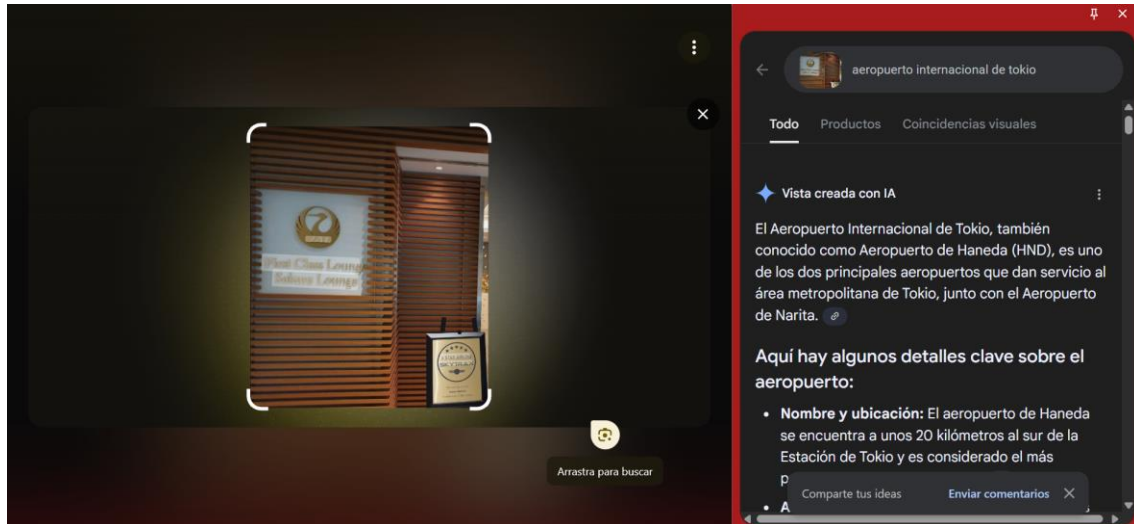 First Class Lounge
Sakura Lounge
Arrastra para buscar
aeropuerto internacional de tokio
Todo Productos Coincidencias visuales
Vista creada con IA
El Aeropuerto Internacional de Tokio, también
conocido como Aeropuerto de Haneda (HND), es uno
de los dos principales aeropuertos que dan servicio al
área metropolitana de Tokio, junto con el Aeropuerto
de Narita.
Aquí hay algunos detalles clave sobre el
aeropuerto:
• Nombre y ubicación: El aeropuerto de Haneda
se encuentra a unos 20 kilómetros al sur de la
Estación de Tokio y es considerado el más
p
Comparte tus ideas Enviar comentarios
• A